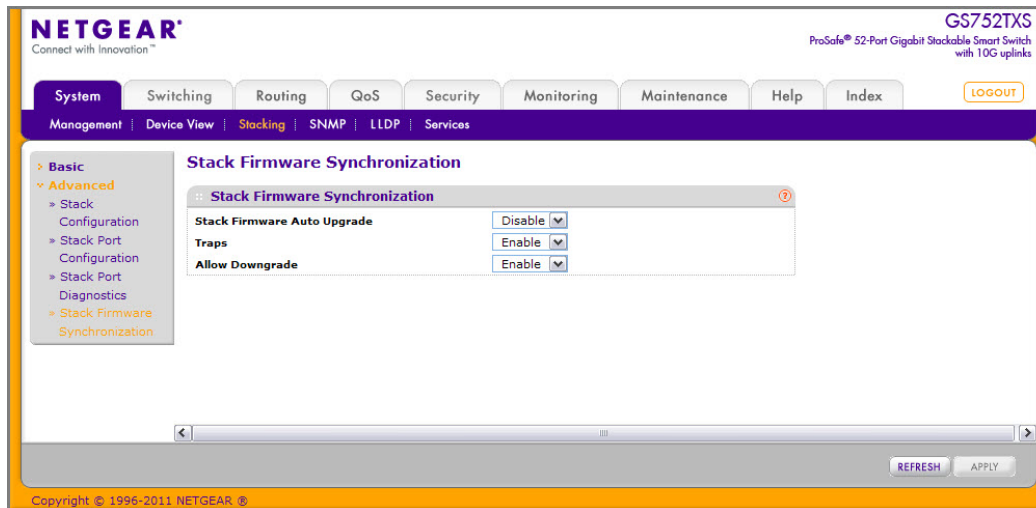 NETGEAR®
Connect with Innovation™
GS752TXS
ProSafe® 52-Port Gigabit Stackable Smart Switch
with 10G uplinks
System
Switching
Routing
QoS
Security
Monitoring
Maintenance
Help
Index
LOGOUT
Management
Device View
Stacking
SNMP
LLDP
Services
Basic
Advanced
» Stack
Configuration
» Stack Port
Configuration
» Stack Port
Diagnostics
» Stack Firmware
Synchronization
Stack Firmware Synchronization
Stack Firmware Synchronization
?
Stack Firmware Auto Upgrade Disable
Traps Enable
Allow Downgrade Enable
REFRESH
APPLY
Copyright © 1996-2011 NETGEAR ®